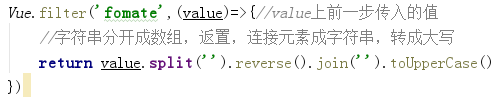 Vue.filter('fomate',(value)=>{//value上前一步传入的值
//字符串分开成数组，返置，连接元素成字符串，转成大写
return value.split('').reverse().join('').toUpperCase()
})